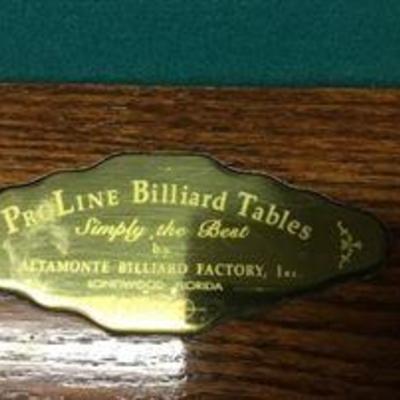 ProLine Billiard Tables
Simply the Best
by
Altamonte Billiard Factory, Inc.
Longwood, Florida